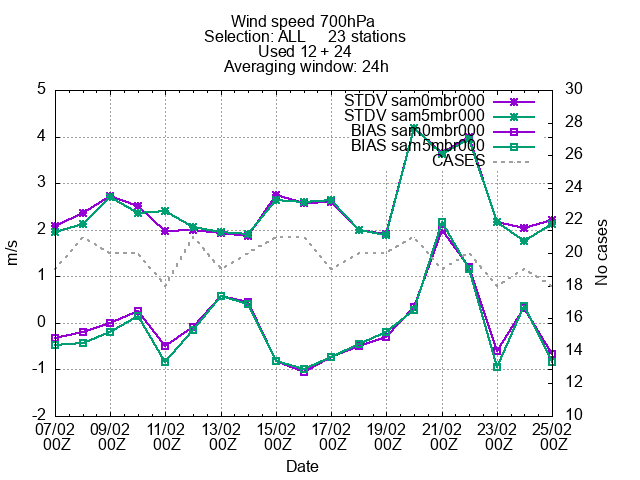 Wind speed 700hPa
Selection: ALL 23 stations
Used 12 + 24
Averaging window: 24h
STDV sam0mbr000
STDV sam5mbr000
BIAS sam0mbr000
BIAS sam5mbr000
CASES
5
4
3
2
1
0
-1
-2
m/s
30
28
26
24
22
20
18
16
14
12
10
No cases
07/02 09/02 11/02 13/02 15/02 17/02 19/02 21/02 23/02 25/02
00Z 00Z 00Z 00Z 00Z 00Z 00Z 00Z 00Z 00Z
Date